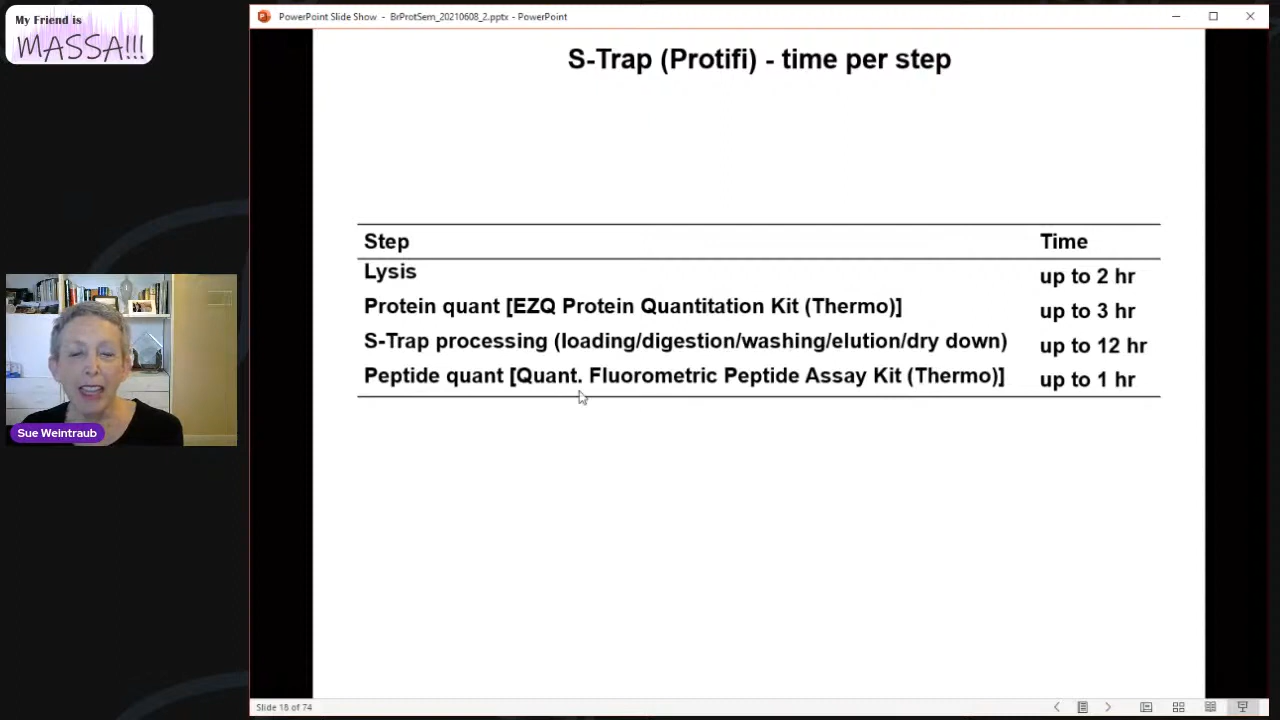 My Friend is
MASSA!!!
PowerPoint Slide Show - BrProtSem_20210608_2.pptx - PowerPoint
S-Trap (Protifi) - time per step
Step Time
Lysis up to 2 hr
Protein quant [EZQ Protein Quantitation Kit (Thermo)] up to 3 hr
S-Trap processing (loading/digestion/washing/elution/dry down) up to 12 hr
Peptide quant [Quant. Fluorometric Peptide Assay Kit (Thermo)] up to 1 hr
Sue Weintraub
Slide 18 of 74